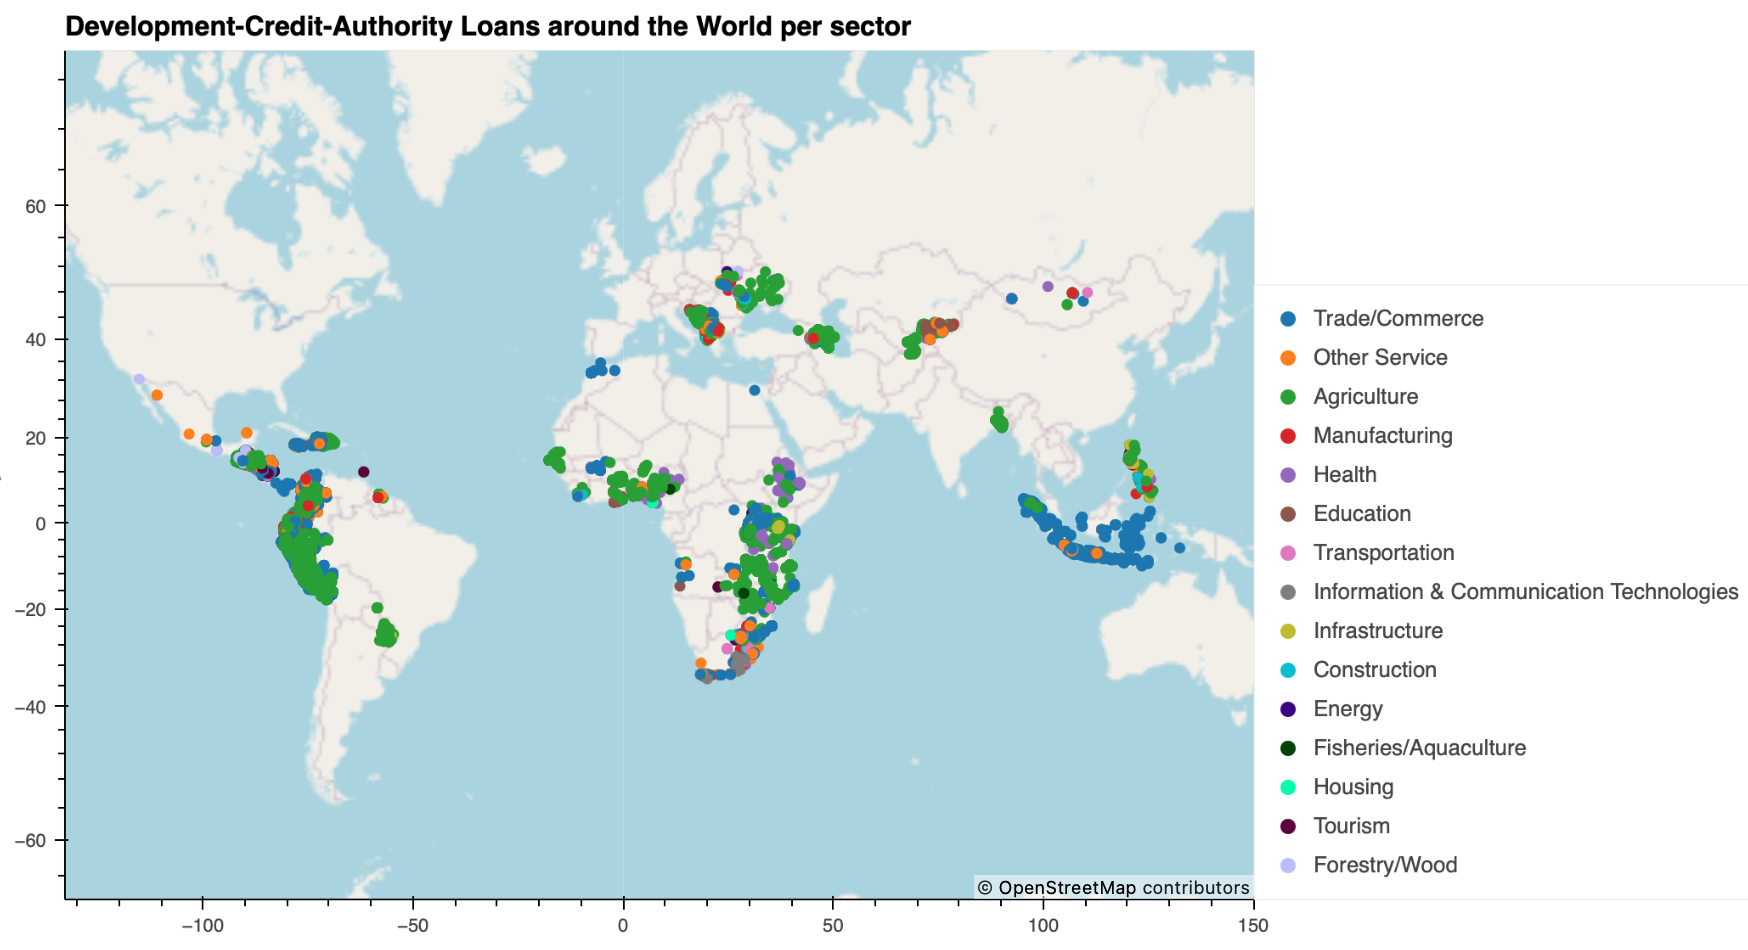 Development-Credit-Authority Loans around the World per sector
60
40
20
0
−20
−40
−60
−100
−50
0
50
100
150
© OpenStreetMap contributors
Trade/Commerce
Other Service
Agriculture
Manufacturing
Health
Education
Transportation
Information & Communication Technologies
Infrastructure
Construction
Energy
Fisheries/Aquaculture
Housing
Tourism
Forestry/Wood